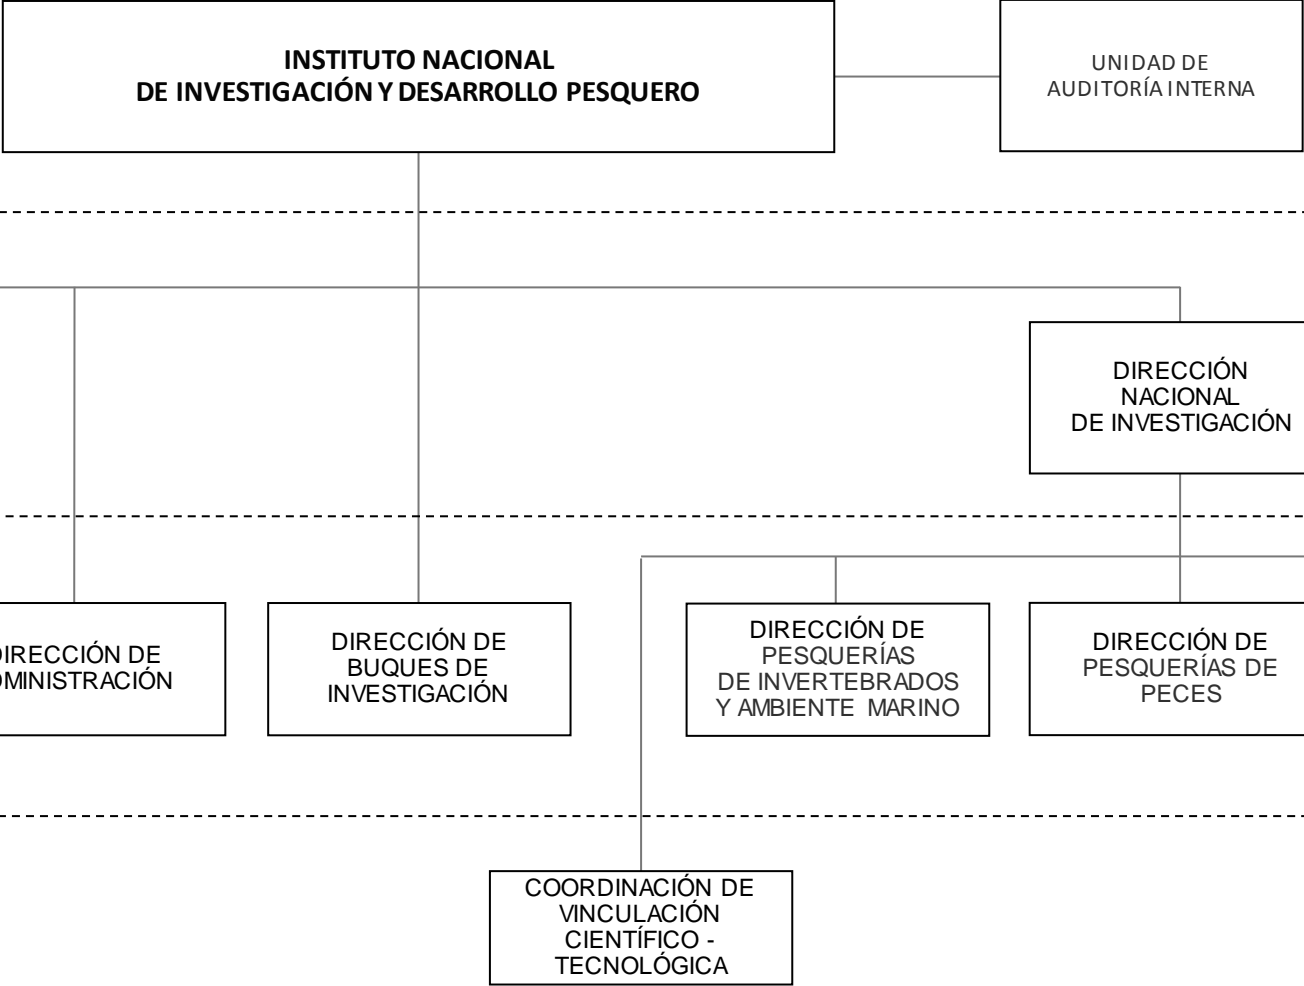 INSTITUTO NACIONAL
DE INVESTIGACIÓN Y DESARROLLO PESQUERO
UNIDAD DE
AUDITORÍA INTERNA
DIRECCIÓN
NACIONAL
DE INVESTIGACIÓN
DIRECCIÓN DE
DMINISTRACIÓN
DIRECCIÓN DE
BUQUES DE
INVESTIGACIÓN
DIRECCIÓN DE
PESQUERÍAS
DE INVERTEBRADOS
Y AMBIENTE MARINO
DIRECCIÓN DE
PESQUERÍAS DE
PECES
COORDINACIÓN DE
VINCULACIÓN
CIENTÍFICO -
TECNOLÓGICA